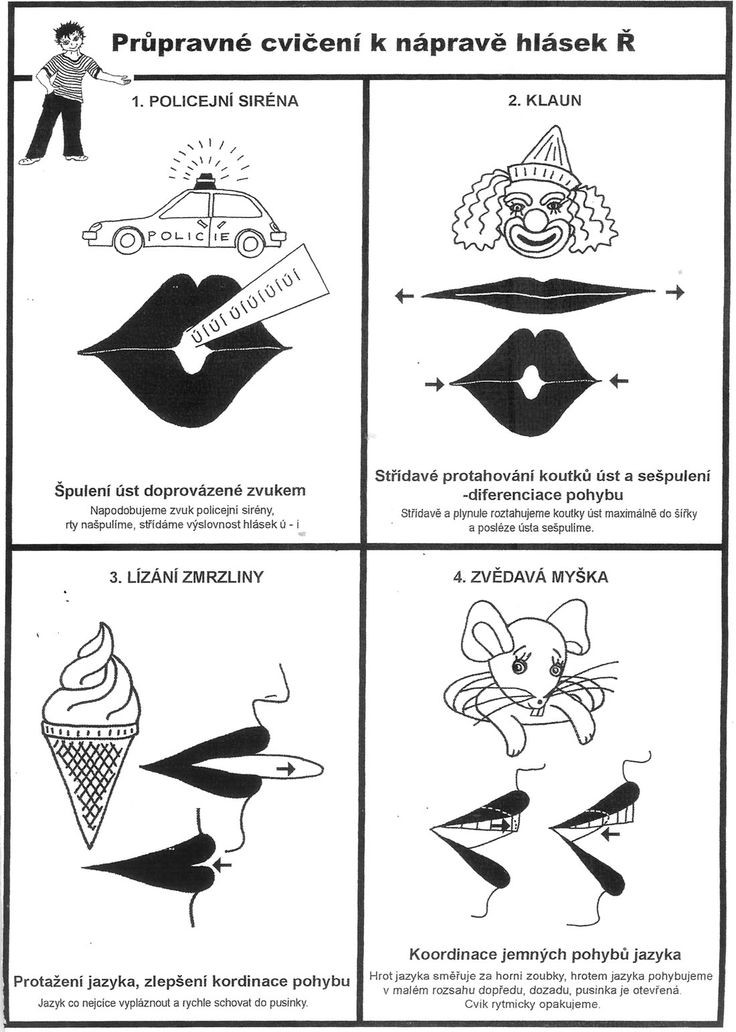 Průpravné cvičení k nápravě hlásek Ř
1. POLICEJNÍ SIRÉNA
POLICIE
ÚÍÚÍ ÚÍÚÍÚÍ
Špulení úst doprovázené zvukem
Napodobujeme zvuk policejní sirény,
rty našpulíme, střídáme výslovnost hlásek ú - í
2. KLAUN
Střídavé protahování koutků úst a sešpulení
-diferenciace pohybu
Střídavě a plynule roztahujeme koutky úst maximálně do šířky
a posléze ústa sešpulíme.
3. LÍZÁNÍ ZMRZLINY
Protažení jazyka, zlepšení kordinace pohybu
Jazyk co nejcíce vypláznout a rychle schovat do pusinky.
4. ZVĚDAVÁ MYŠKA
Koordinace jemných pohybů jazyka
Hrot jazyka směřuje za horní zoubky, hrotem jazyka pohybujeme
v malém rozsahu dopředu, dozadu, pusinka je otevřená.
Cvik rytmicky opakujeme.